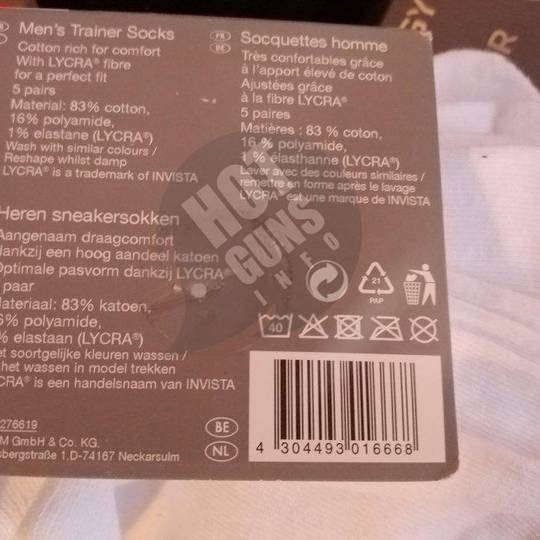 Men's Trainer Socks
Cotton rich for comfort
With LYCRA® fibre
for a perfect fit
5 pairs
Material: 83% cotton,
16% polyamide,
1% elastane (LYCRA®)
Wash with similar colours /
Reshape whilst damp
LYCRA® is a trademark of INVISTA
FR
BE
Socquettes homme
Très confortables grâce
à l'apport élevé de coton
Ajustées grâce
à la fibre LYCRA®
5 paires
Matières : 83 % coton,
16 % polyamide,
1% élasthanne (LYCRA®)
Laver avec des couleurs similaires /
remettre en forme après le lavage
LYCRA® est une marque de INVISTA
Heren sneakersokken
Aangenaam draagcomfort
dankzij een hoog aandeel katoen
Optimale pasvorm dankzij LYCRA®
paar
Materiaal: 83% katoen,
6% polyamide,
% elastaan (LYCRA®)
et soortgelijke kleuren wassen /
het wassen in model trekken
CRA® is een handelsnaam van INVISTA
276619
M GmbH & Co. KG.
sbergstraße 1,D-74167 Neckarsulm
BE
NL
21
PAP
40
4 304493 016668
HOT
GUNS
INFO